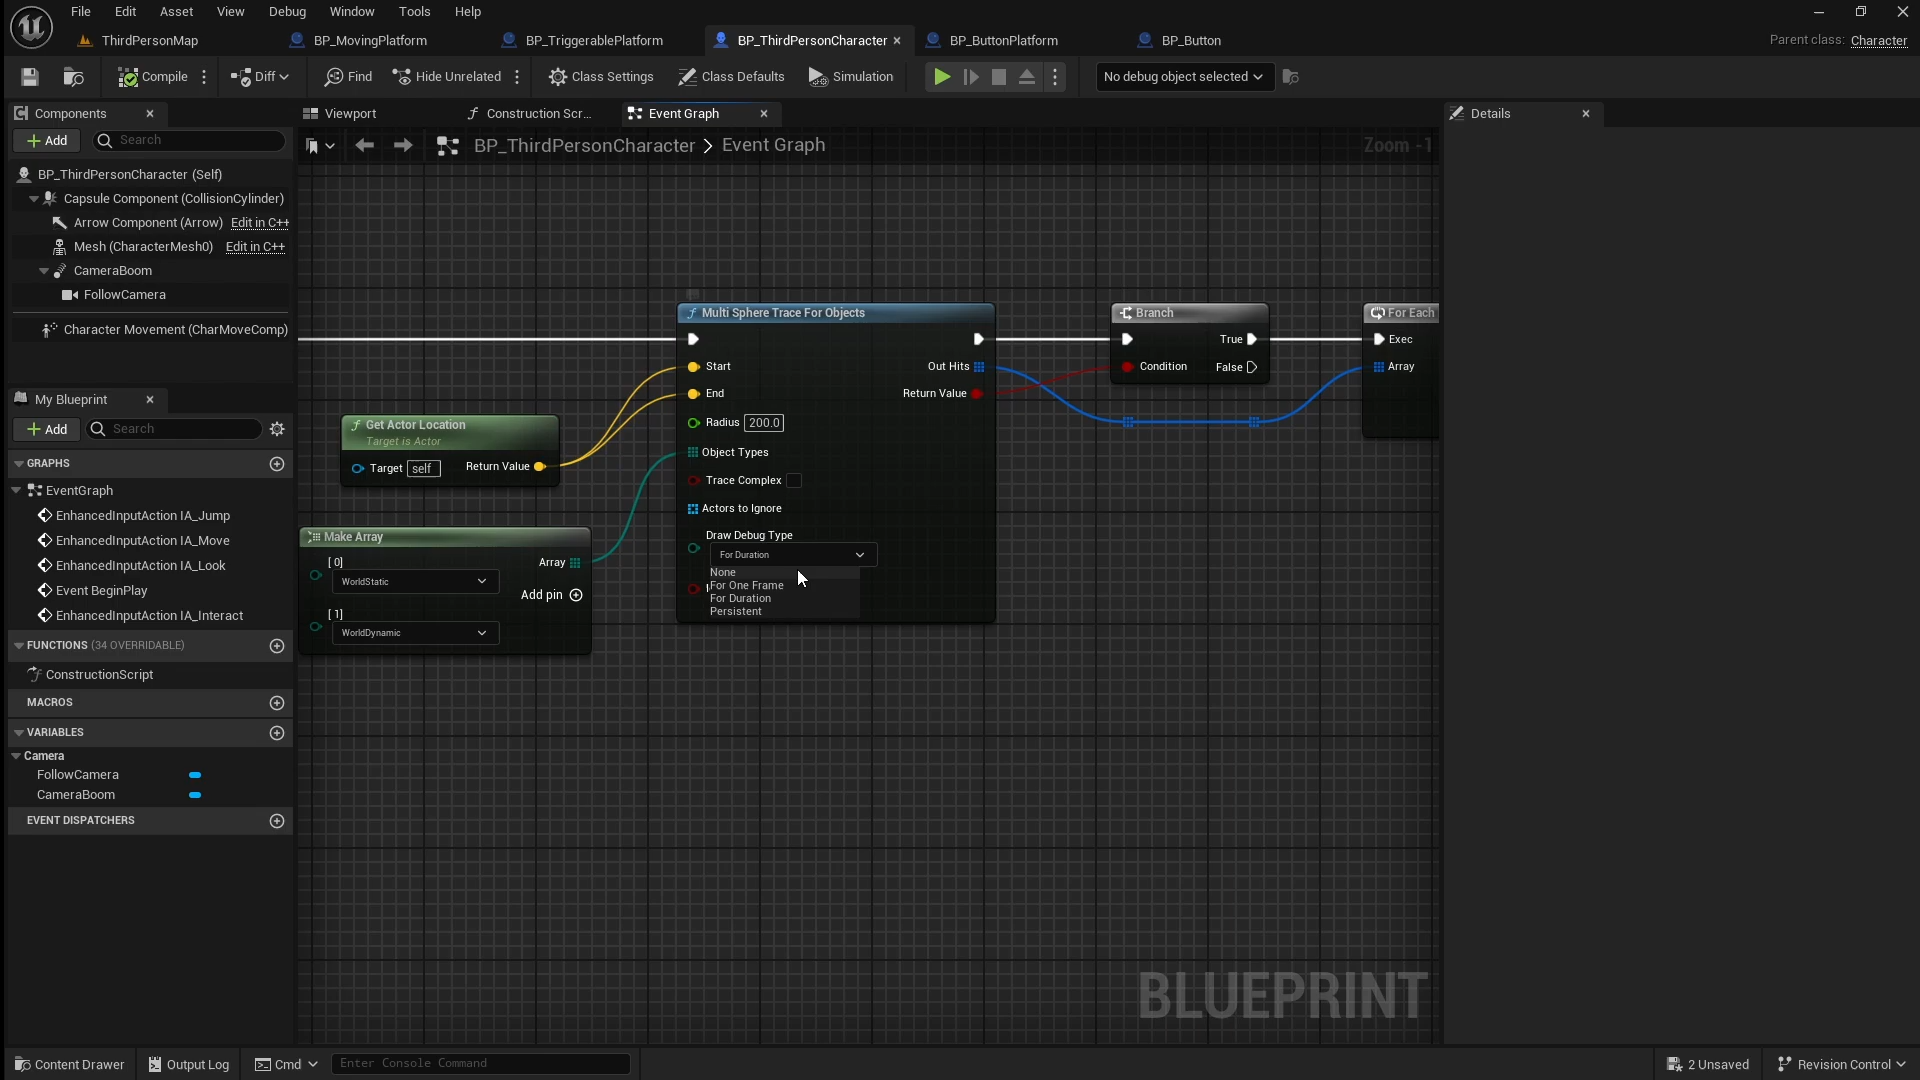 File Edit Asset View Debug Window Tools Help
ThirdPersonMap BP_MovingPlatform BP_TriggerablePlatform BP_ThirdPersonCharacter BP_ButtonPlatform BP_Button Parent class: Character
Compile Diff Find Hide Unrelated Class Settings Class Defaults Simulation No debug object selected
Components Viewport Construction Scr... Event Graph Details
Add Search
BP_ThirdPersonCharacter > Event Graph Zoom -1
BP_ThirdPersonCharacter (Self)
Capsule Component (CollisionCylinder)
Arrow Component (Arrow) Edit in C++
Mesh (CharacterMesh0) Edit in C++
CameraBoom
FollowCamera
Character Movement (CharMoveComp)
My Blueprint
Add Search
GRAPHS
EventGraph
EnhancedInputAction IA_Jump
EnhancedInputAction IA_Move
EnhancedInputAction IA_Look
Event BeginPlay
EnhancedInputAction IA_Interact
FUNCTIONS (34 OVERRIDABLE)
ConstructionScript
MACROS
VARIABLES
Camera
FollowCamera
CameraBoom
EVENT DISPATCHERS
Get Actor Location
Target is Actor
Target self Return Value
Make Array
[0] Array
WorldStatic
Add pin
[1]
WorldDynamic
Multi Sphere Trace For Objects
Start Out Hits
End Return Value
Radius 200.0
Object Types
Trace Complex
Actors to Ignore
Draw Debug Type
For Duration
None
For One Frame
For Duration
Persistent
Branch
True
Condition False
For Each
Exec
Array
BLUEPRINT
Content Drawer Output Log Cmd Enter Console Command 2 Unsaved Revision Control